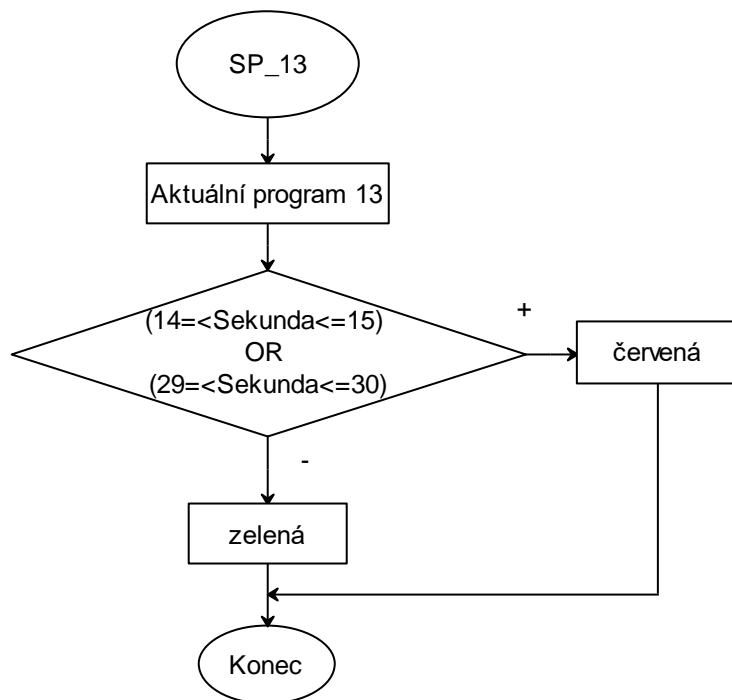 SP_13
Aktuální program 13
(14=<Sekunda<=15)
OR
(29=<Sekunda<=30)
+
červená
-
zelená
Konec